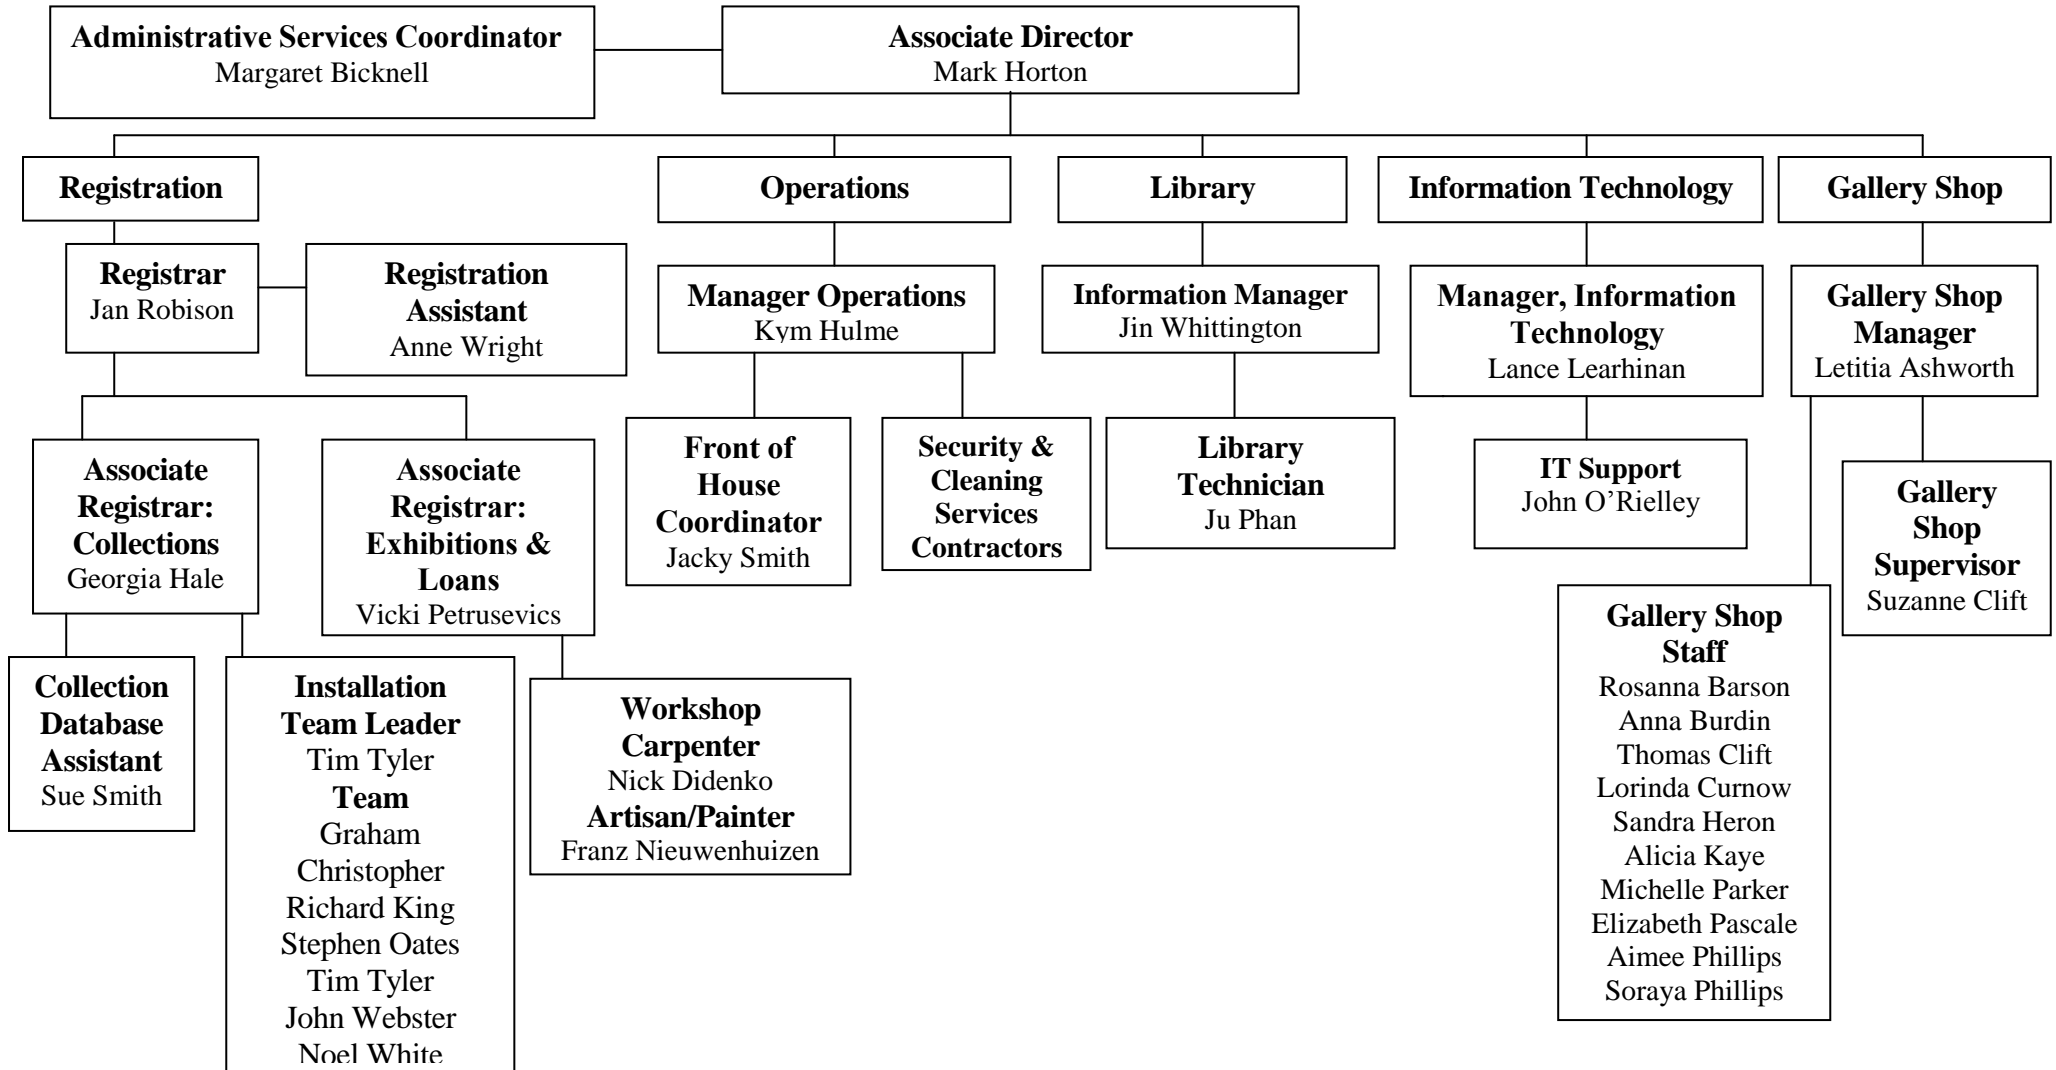 Administrative Services Coordinator
Margaret Bicknell
Associate Director
Mark Horton
Registration
Operations
Library
Information Technology
Gallery Shop
Registrar
Jan Robison
Registration
Assistant
Anne Wright
Manager Operations
Kym Hulme
Information Manager
Jin Whittington
Manager, Information
Technology
Lance Learhinan
Gallery Shop
Manager
Letitia Ashworth
Associate
Registrar:
Collections
Georgia Hale
Associate
Registrar:
Exhibitions &
Loans
Vicki Petrusevics
Front of
House
Coordinator
Jacky Smith
Security &
Cleaning
Services
Contractors
Library
Technician
Ju Phan
IT Support
John O’Rielley
Gallery
Shop
Supervisor
Suzanne Clift
Collection
Database
Assistant
Sue Smith
Installation
Team Leader
Tim Tyler
Team
Graham
Christopher
Richard King
Stephen Oates
Tim Tyler
John Webster
Noel White
Workshop
Carpenter
Nick Didenko
Artisan/Painter
Franz Nieuwenhuizen
Gallery Shop
Staff
Rosanna Barson
Anna Burdin
Thomas Clift
Lorinda Curnow
Sandra Heron
Alicia Kaye
Michelle Parker
Elizabeth Pascale
Aimee Phillips
Soraya Phillips